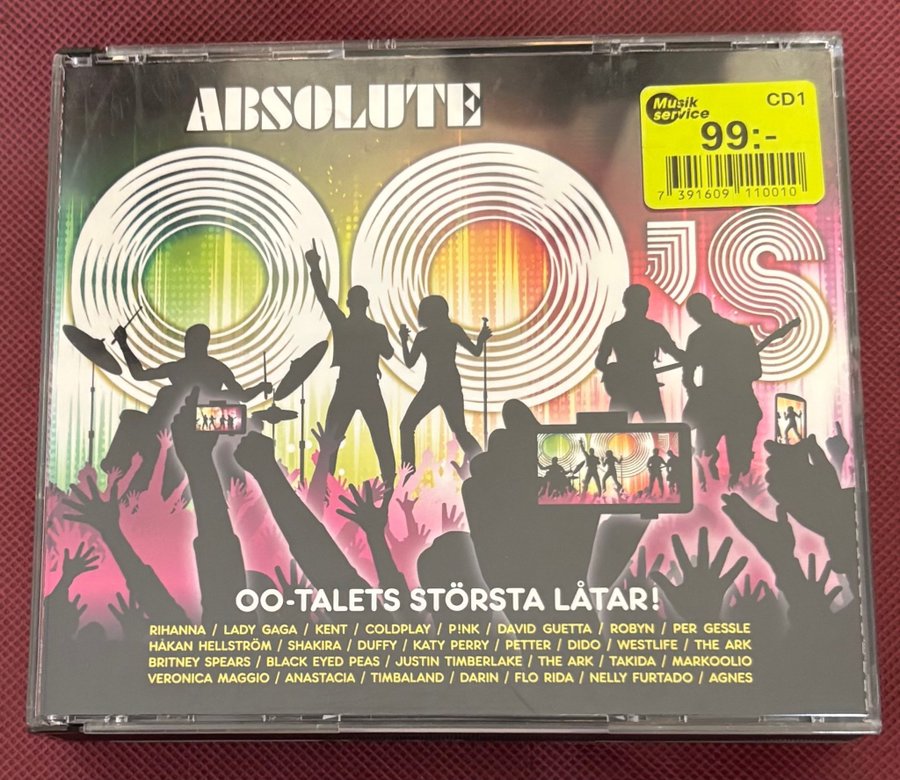 ABSOLUTE
00'S
Musik service
CD1
99:-
7 391609 110010
00-TALETS STÖRSTA LÅTAR!
RIHANNA / LADY GAGA / KENT / COLDPLAY / P!NK / DAVID GUETTA / ROBYN / PER GESSLE
HÅKAN HELLSTRÖM / SHAKIRA / DUFFY / KATY PERRY / PETTER / DIDO / WESTLIFE / THE ARK
BRITNEY SPEARS / BLACK EYED PEAS / JUSTIN TIMBERLAKE / THE ARK / TAKIDA / MARKOOLIO
VERONICA MAGGIO / ANASTACIA / TIMBALAND / DARIN / FLO RIDA / NELLY FURTADO / AGNES